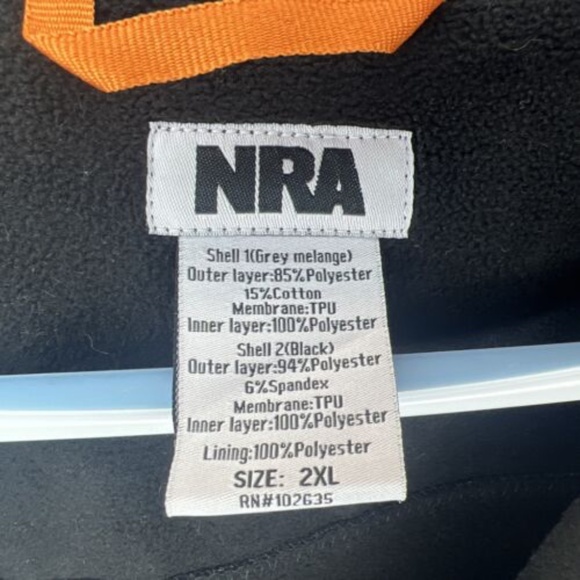 NRA
Shell 1(Grey melange)
Outer layer:85%Polyester
15%Cotton
Membrane:TPU
Inner layer:100%Polyester
Shell 2(Black)
Outer layer:94%Polyester
6%Spandex
Membrane:TPU
Inner layer:100%Polyester
Lining:100%Polyester
SIZE: 2XL
RN#102635